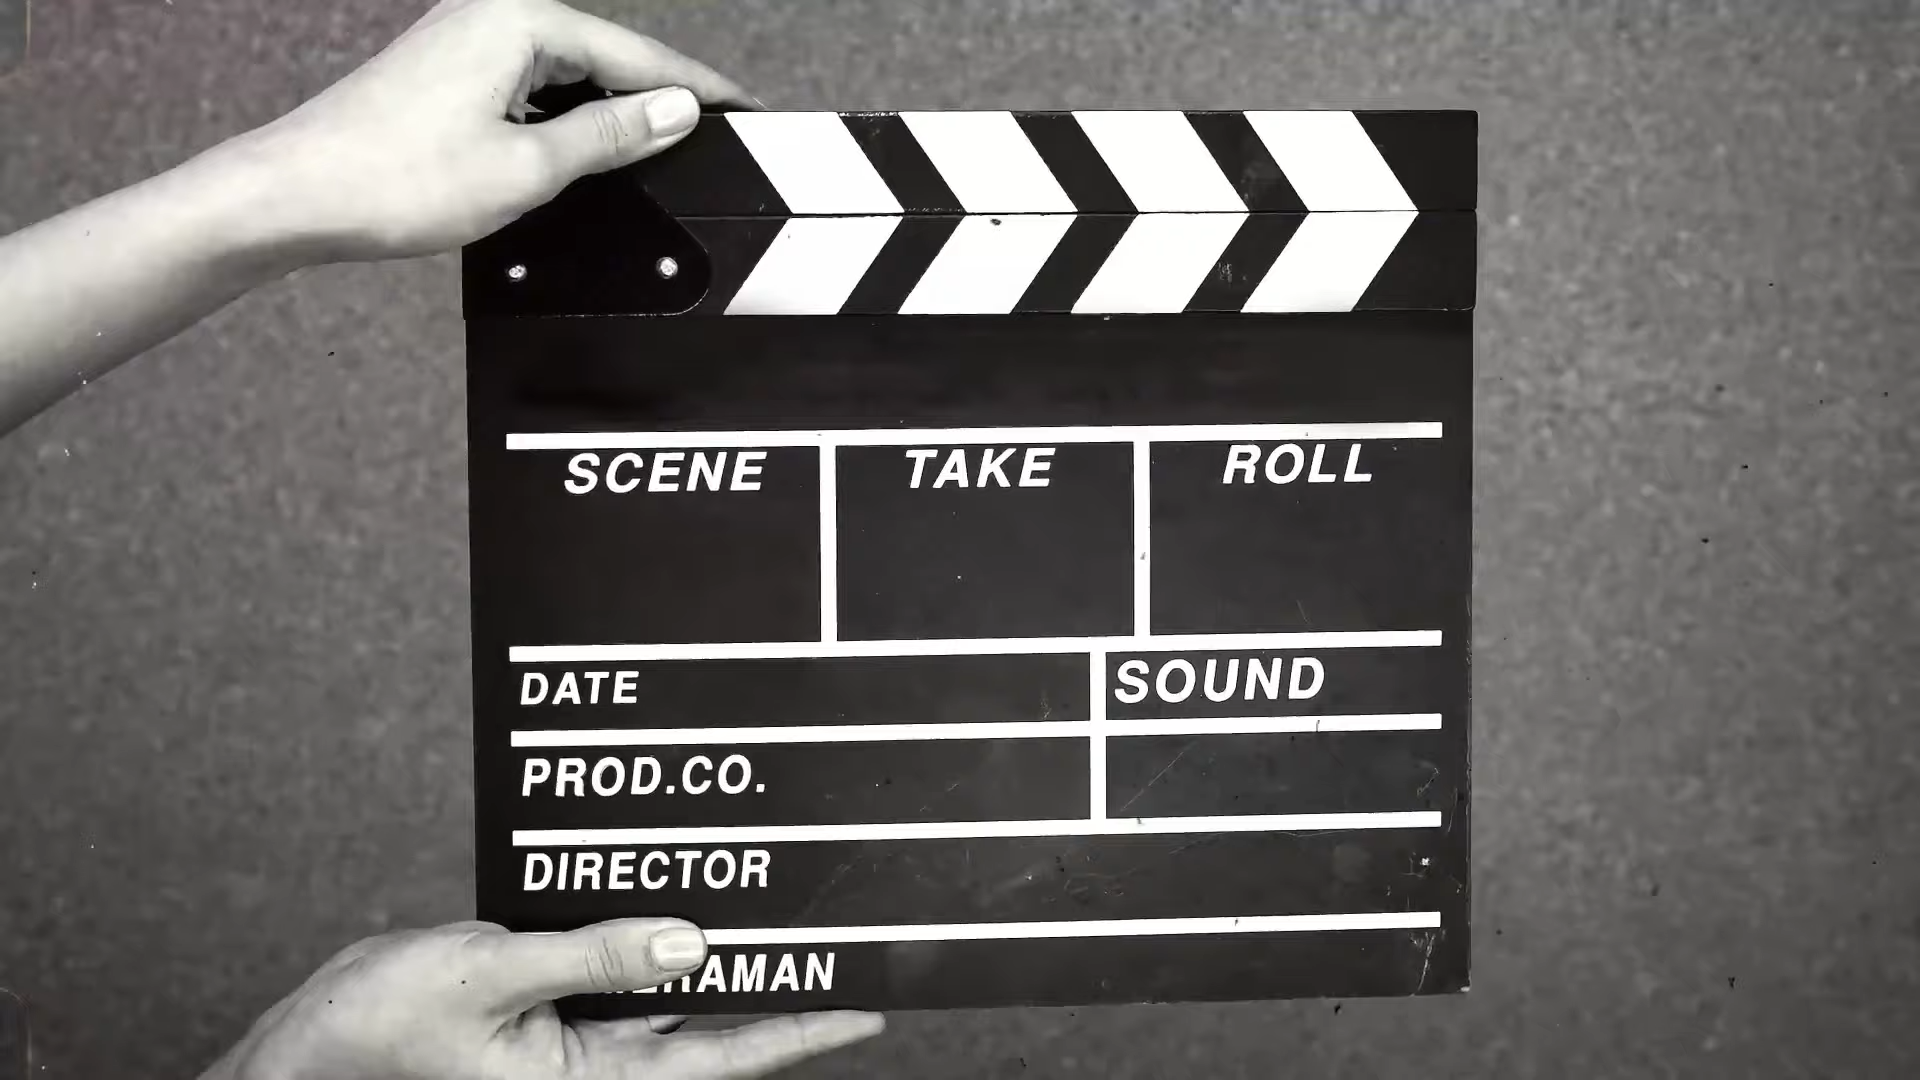 SCENE TAKE ROLL
DATE SOUND
PROD.CO.
DIRECTOR